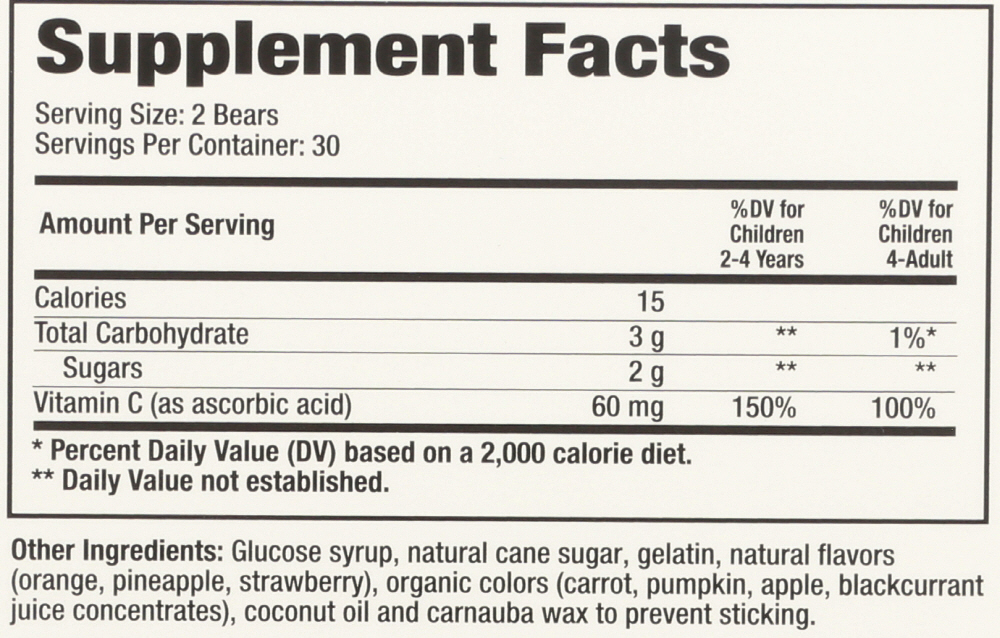 Supplement Facts
Serving Size: 2 Bears
Servings Per Container: 30
Amount Per Serving %DV for Children 2-4 Years %DV for Children 4-Adult
Calories 15
Total Carbohydrate 3 g ** 1%*
Sugars 2 g ** **
Vitamin C (as ascorbic acid) 60 mg 150% 100%
* Percent Daily Value (DV) based on a 2,000 calorie diet.
** Daily Value not established.
Other Ingredients: Glucose syrup, natural cane sugar, gelatin, natural flavors
(orange, pineapple, strawberry), organic colors (carrot, pumpkin, apple, blackcurrant
juice concentrates), coconut oil and carnauba wax to prevent sticking.